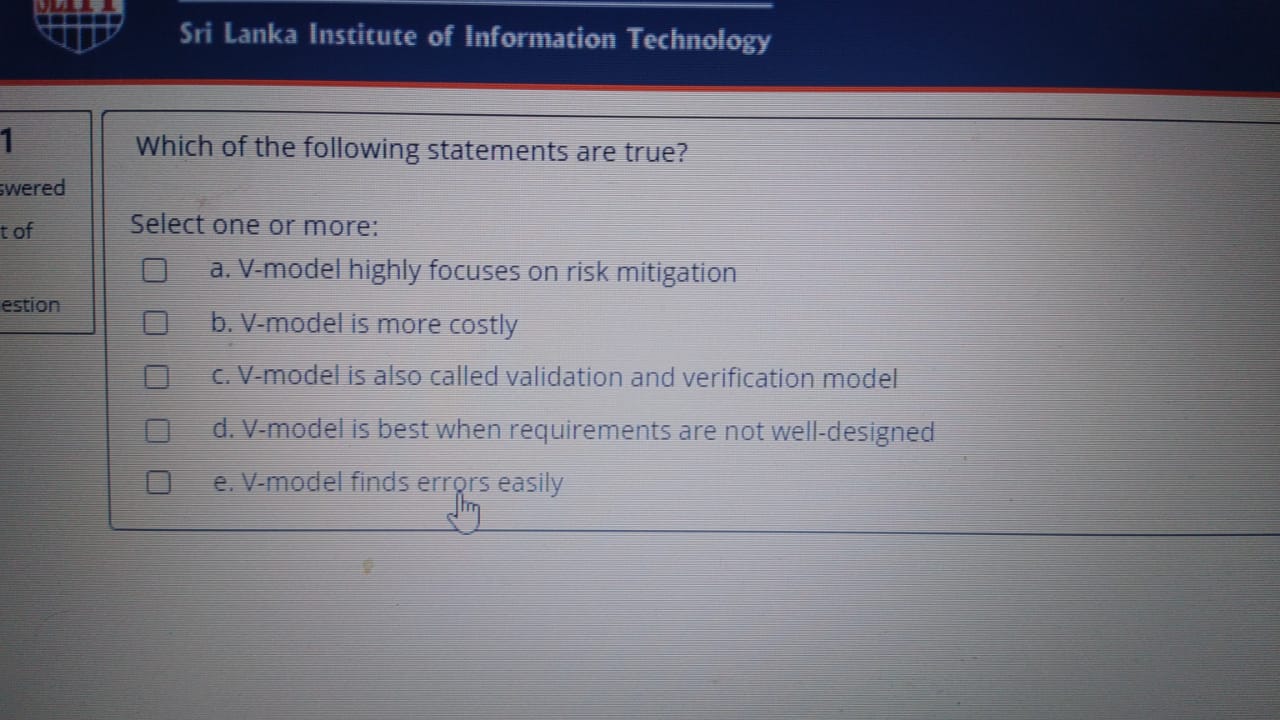 SLIIT
Sri Lanka Institute of Information Technology
1
swered
t of
estion
Which of the following statements are true?
Select one or more:
a. V-model highly focuses on risk mitigation
b. V-model is more costly
c. V-model is also called validation and verification model
d. V-model is best when requirements are not well-designed
e. V-model finds errors easily